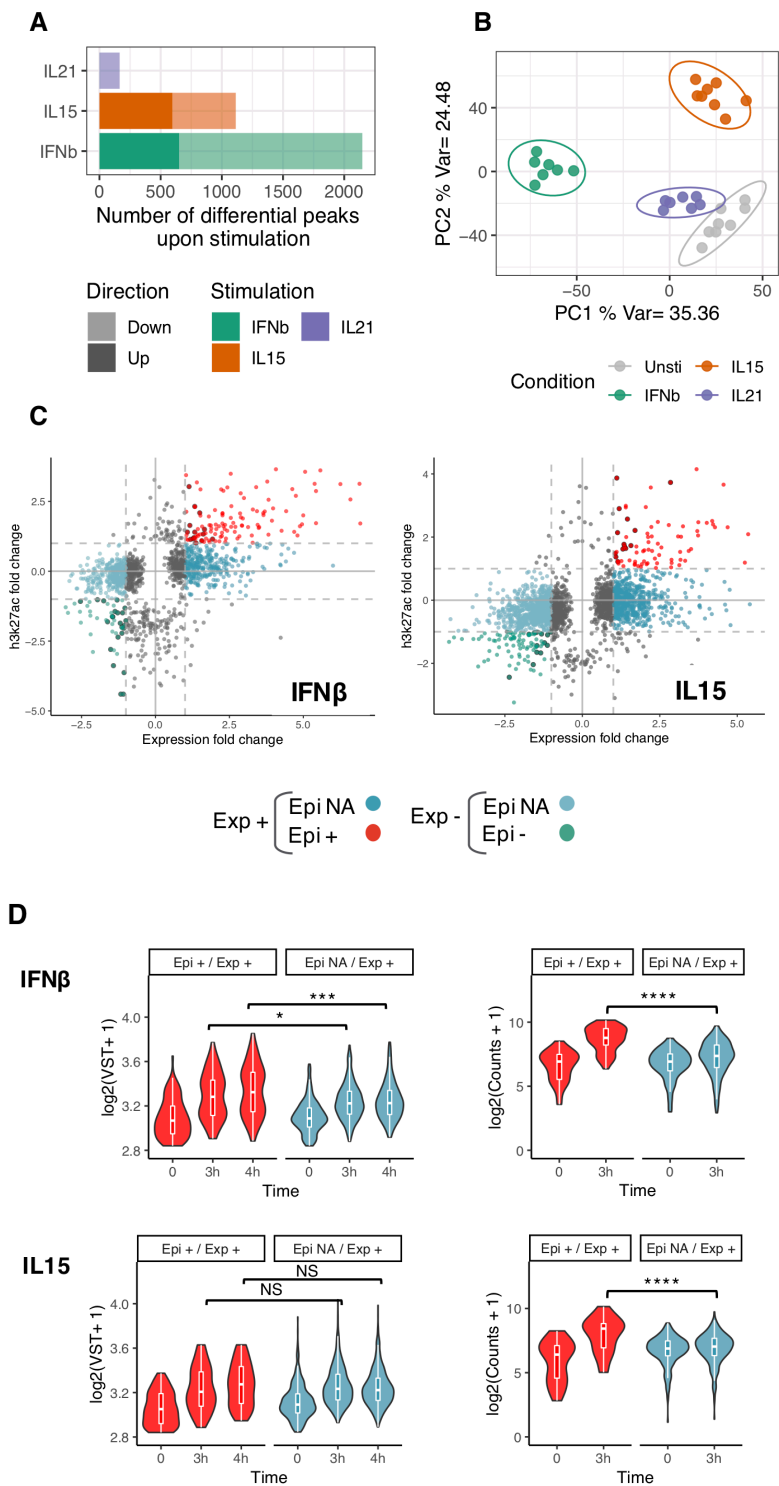 A
IL21
IL15
IFNb
0 500 1000 1500 2000
Number of differential peaks
upon stimulation
Direction
Down
Up
Stimulation
IFNb
IL21
IL15
B
PC2 % Var= 24.48
40
0
−40
−50 0 50
PC1 % Var= 35.36
Condition
Unsti
IL15
IFNb
IL21
C
h3k27ac fold change
2.5
0.0
−2.5
−5.0
IFNβ
−2.5 0.0 2.5 5.0
Expression fold change
h3k27ac fold change
4
2
0
−2
IL15
−2.5 0.0 2.5 5.0
Expression fold change
Exp +
Epi NA
Epi +
Exp -
Epi NA
Epi -
D
IFNβ
Epi + / Exp +
Epi NA / Exp +
***
*
log2(VST+ 1)
4.0
3.6
3.2
2.8
0 3h 4h 0 3h 4h
Time
Epi + / Exp +
Epi NA / Exp +
****
log2(Counts + 1)
10
5
0
0 3h 0 3h
Time
IL15
Epi + / Exp +
Epi NA / Exp +
NS
NS
log2(VST+ 1)
4.0
3.6
3.2
2.8
0 3h 4h 0 3h 4h
Time
Epi + / Exp +
Epi NA / Exp +
****
log2(Counts + 1)
10
5
0
0 3h 0 3h
Time